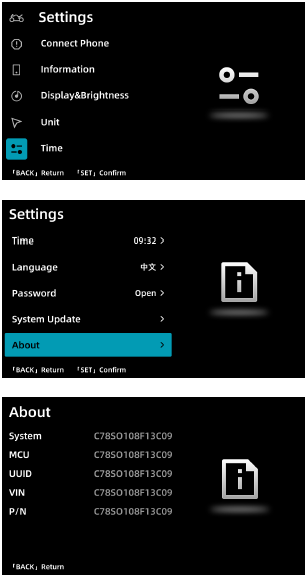 Settings
Connect Phone
Information
Display&Brightness
Unit
Time
「BACK」Return 「SET」Confirm
Settings
Time 09:32 >
Language 中文 >
Password Open >
System Update >
About >
「BACK」Return 「SET」Confirm
About
System C78SO108F13C09
MCU C78SO108F13C09
UUID C78SO108F13C09
VIN C78SO108F13C09
P/N C78SO108F13C09
「BACK」Return